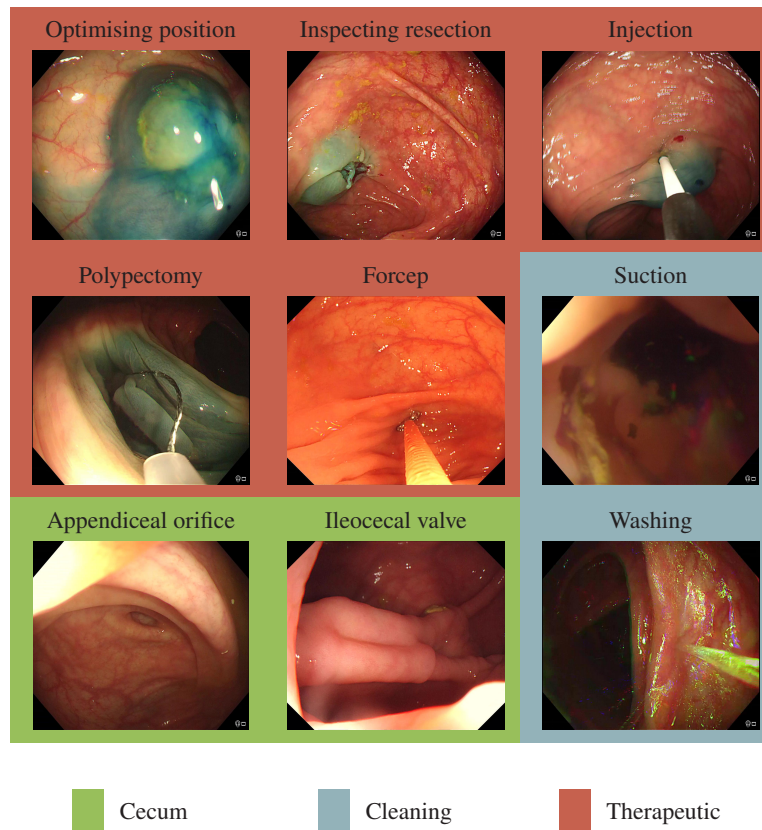 Optimising position
Inspecting resection
Injection
Polypectomy
Forcep
Suction
Appendiceal orifice
Ileocecal valve
Washing
Cecum
Cleaning
Therapeutic